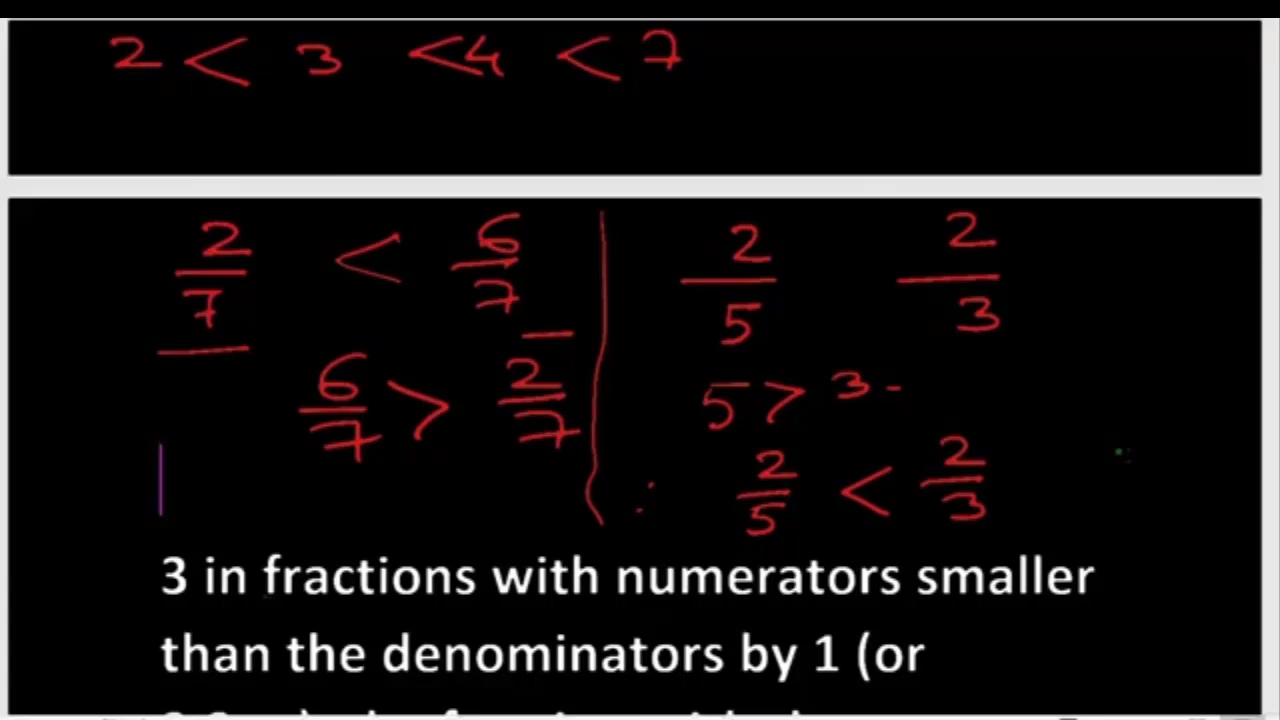 2 < 3 < 4 < 7
2/7 < 6/7
2/5 2/3
6/7 > 2/7
5 > 3
∴ 2/5 < 2/3
3 in fractions with numerators smaller
than the denominators by 1 (or